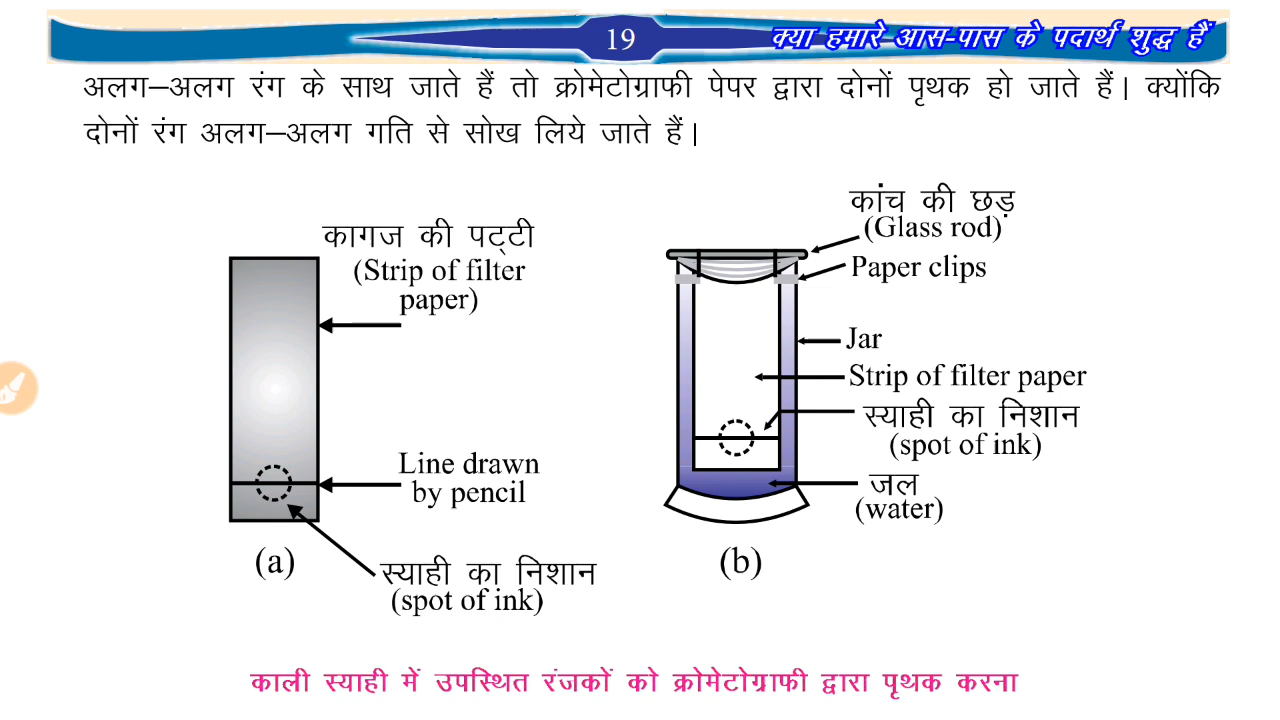 19
क्या हमारे-आस-पास के पदार्थ शुद्ध हैं
अलग–अलग रंग के साथ जाते हैं तो क्रोमेटोग्राफी पेपर द्वारा दोनों पृथक हो जाते हैं। क्योंकि
दोनों रंग अलग–अलग गति से सोख लिये जाते हैं।
कागज की पट्टी
(Strip of filter
paper)
Line drawn
by pencil
स्याही का निशान
(spot of ink)
(a)
कांच की छड़
(Glass rod)
Paper clips
Jar
Strip of filter paper
स्याही का निशान
(spot of ink)
जल
(water)
(b)
काली स्याही में उपस्थित रंजकों को क्रोमेटोग्राफी द्वारा पृथक करना